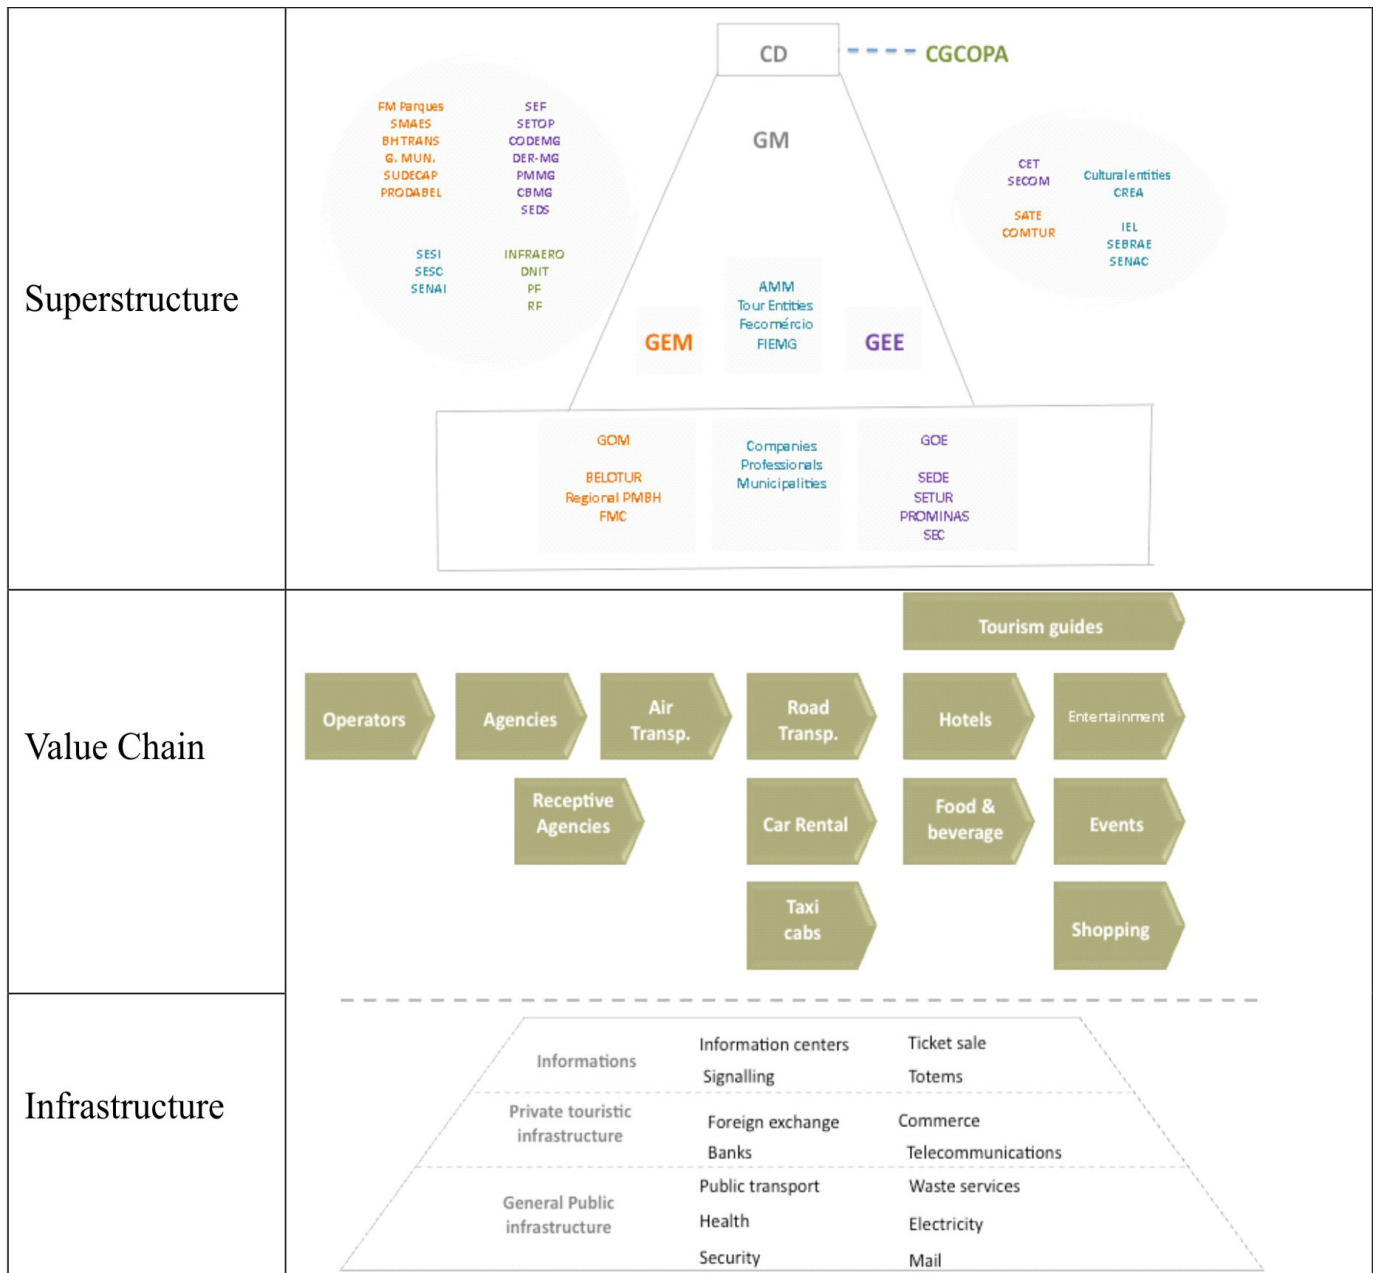 Superstructure
CD
CGCOPA
GM
FM Parques
SMAES
BHTRANS
G. MUN.
SUDECAP
PRODABEL
SEF
SETOP
CODEMG
DER-MG
PMMG
CBMG
SEDS
SESI
SESC
SENAI
INFRAERO
DNIT
PF
RF
CET
SECOM
SATE
COMTUR
Cultural entities
CREA
IEL
SEBRAE
SENAC
GEM
AMM
Tour Entities
Fecomércio
FIEMG
GEE
GOM
BELOTUR
Regional PMBH
FMC
Companies
Professionals
Municipalities
GOE
SEDE
SETUR
PROMINAS
SEC
Value Chain
Tourism guides
Operators
Agencies
Air
Transp.
Road
Transp.
Hotels
Entertainment
Receptive
Agencies
Car Rental
Food &
beverage
Events
Taxi
cabs
Shopping
Infrastructure
Informations
Information centers
Ticket sale
Signalling
Totems
Private touristic
infrastructure
Foreign exchange
Commerce
Banks
Telecommunications
General Public
infrastructure
Public transport
Waste services
Health
Electricity
Security
Mail